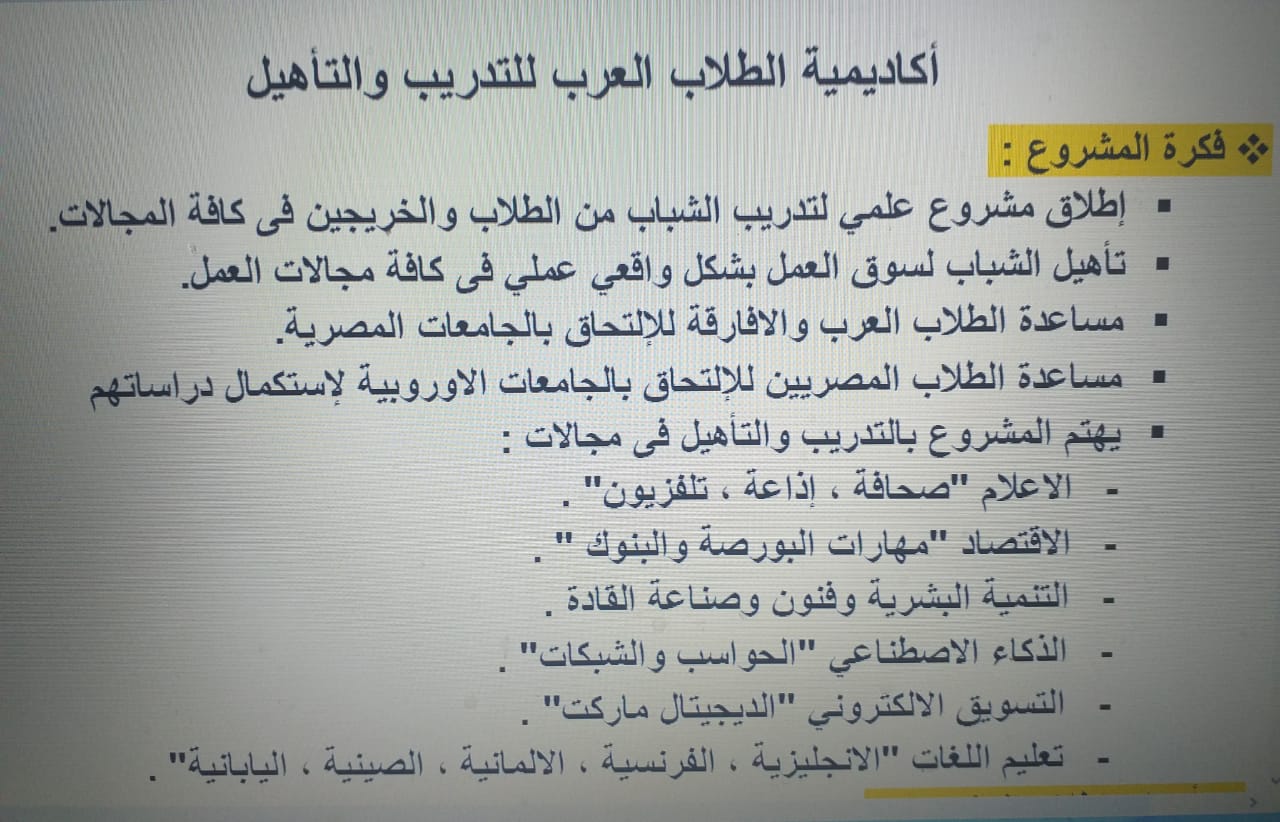 أكاديمية الطلاب العرب للتدريب والتأهيل
❖ فكرة المشروع :
▪ إطلاق مشروع علمي لتدريب الشباب من الطلاب والخريجين فى كافة المجالات.
▪ تأهيل الشباب لسوق العمل بشكل واقعي عملي فى كافة مجالات العمل.
▪ مساعدة الطلاب العرب والافارقة للإلتحاق بالجامعات المصرية.
▪ مساعدة الطلاب المصريين للإلتحاق بالجامعات الاوروبية لإستكمال دراساتهم
▪ يهتم المشروع بالتدريب والتأهيل فى مجالات :
- الاعلام "صحافة ، إذاعة ، تلفزيون" .
- الاقتصاد "مهارات البورصة والبنوك " .
- التنمية البشرية وفنون وصناعة القادة .
- الذكاء الاصطناعي "الحواسب والشبكات" .
- التسويق الالكتروني "الديجيتال ماركت" .
- تعليم اللغات "الانجليزية ، الفرنسية ، الالمانية ، الصينية ، اليابانية" .